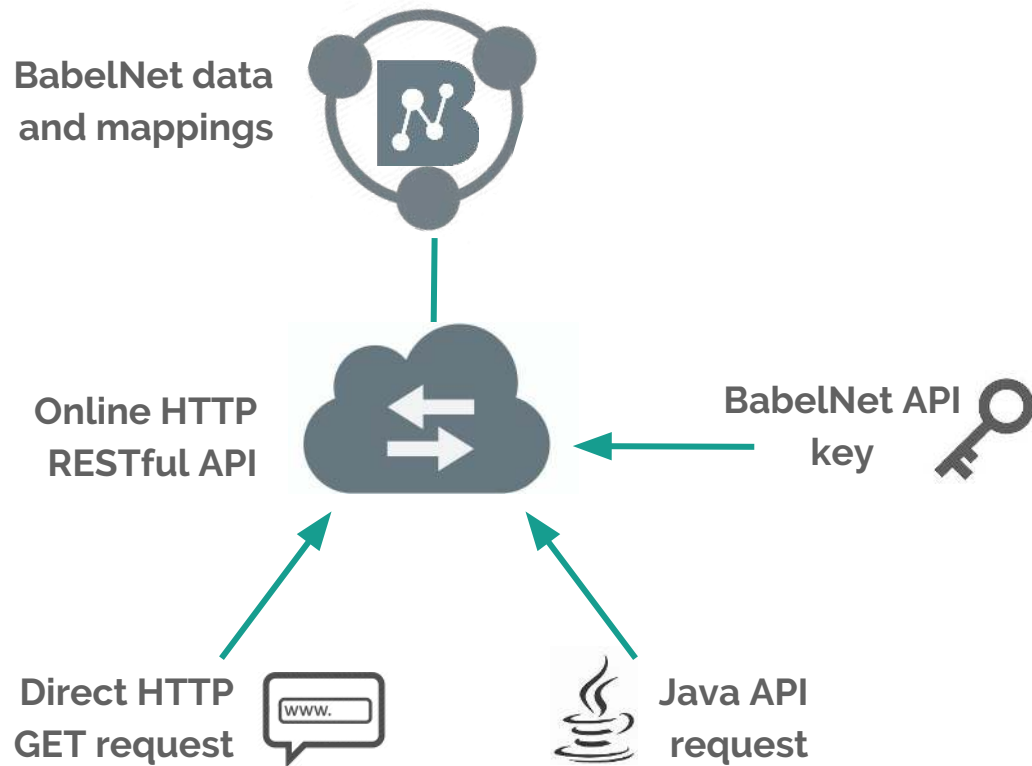 BabelNet data
and mappings
B
Online HTTP
RESTful API
BabelNet API
key
Direct HTTP
GET request
www.
Java API
request